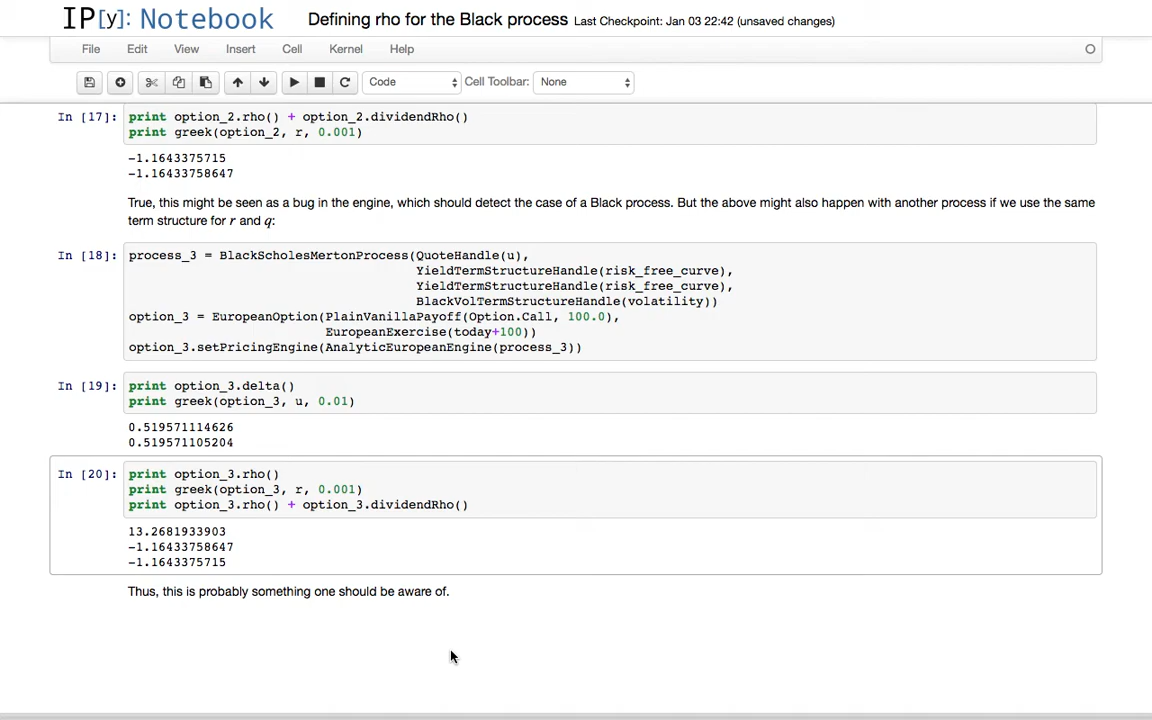 IP[y]: Notebook
Defining rho for the Black process Last Checkpoint: Jan 03 22:42 (unsaved changes)
File Edit View Insert Cell Kernel Help
Code Cell Toolbar: None
In [17]: print option_2.rho() + option_2.dividendRho()
print greek(option_2, r, 0.001)
-1.1643375715
-1.16433758647
True, this might be seen as a bug in the engine, which should detect the case of a Black process. But the above might also happen with another process if we use the same
term structure for r and q:
In [18]: process_3 = BlackScholesMertonProcess(QuoteHandle(u),
YieldTermStructureHandle(risk_free_curve),
YieldTermStructureHandle(risk_free_curve),
BlackVolTermStructureHandle(volatility))
option_3 = EuropeanOption(PlainVanillaPayoff(Option.Call, 100.0),
EuropeanExercise(today+100))
option_3.setPricingEngine(AnalyticEuropeanEngine(process_3))
In [19]: print option_3.delta()
print greek(option_3, u, 0.01)
0.519571114626
0.519571105204
In [20]: print option_3.rho()
print greek(option_3, r, 0.001)
print option_3.rho() + option_3.dividendRho()
13.2681933903
-1.16433758647
-1.1643375715
Thus, this is probably something one should be aware of.